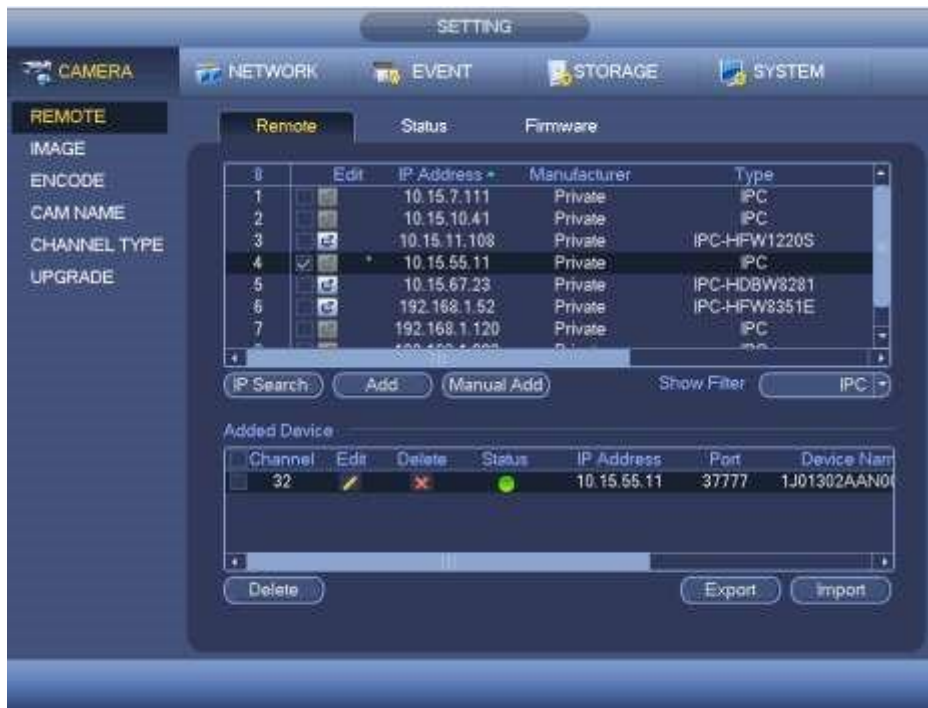 SETTING
CAMERA NETWORK EVENT STORAGE SYSTEM
REMOTE
IMAGE
ENCODE
CAM NAME
CHANNEL TYPE
UPGRADE
Remote Status Firmware
8 Edit IP Address Manufacturer Type
1 10.15.7.111 Private IPC
2 10.15.10.41 Private IPC
3 10.15.11.108 Private IPC-HFW1220S
4 * 10.15.55.11 Private IPC
5 10.15.67.23 Private IPC-HDBW8281
6 192.168.1.52 Private IPC-HFW8351E
7 192.168.1.120 Private IPC
IP Search Add Manual Add Show Filter IPC
Added Device
Channel Edit Delete Status IP Address Port Device Nam
32 10.15.55.11 37777 1J01302AAN00
Delete Export Import